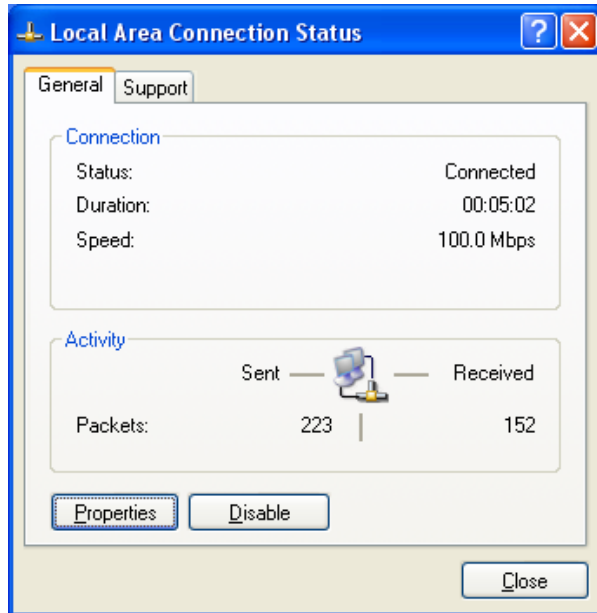 Local Area Connection Status
General Support
Connection
Status: Connected
Duration: 00:05:02
Speed: 100.0 Mbps
Activity
Sent Received
Packets: 223 152
Properties Disable
Close